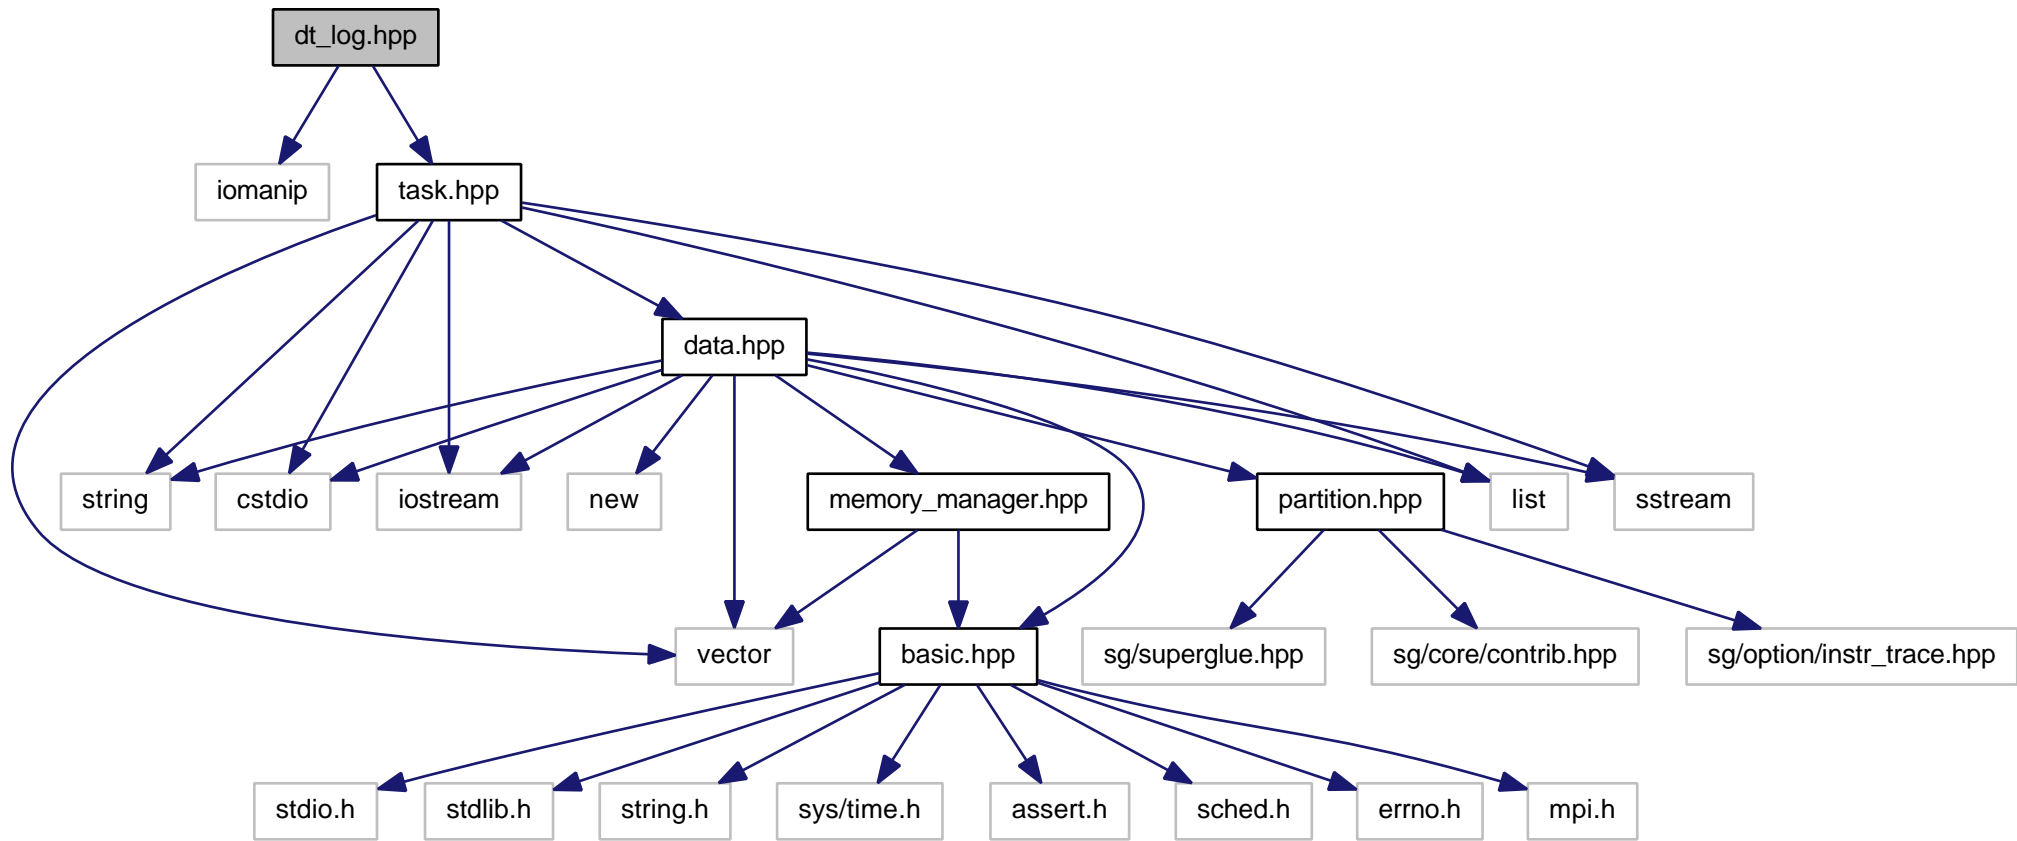 dt_log.hpp
iomanip
task.hpp
data.hpp
string
cstdio
iostream
new
memory_manager.hpp
partition.hpp
list
sstream
vector
basic.hpp
sg/superglue.hpp
sg/core/contrib.hpp
sg/option/instr_trace.hpp
stdio.h
stdlib.h
string.h
sys/time.h
assert.h
sched.h
errno.h
mpi.h